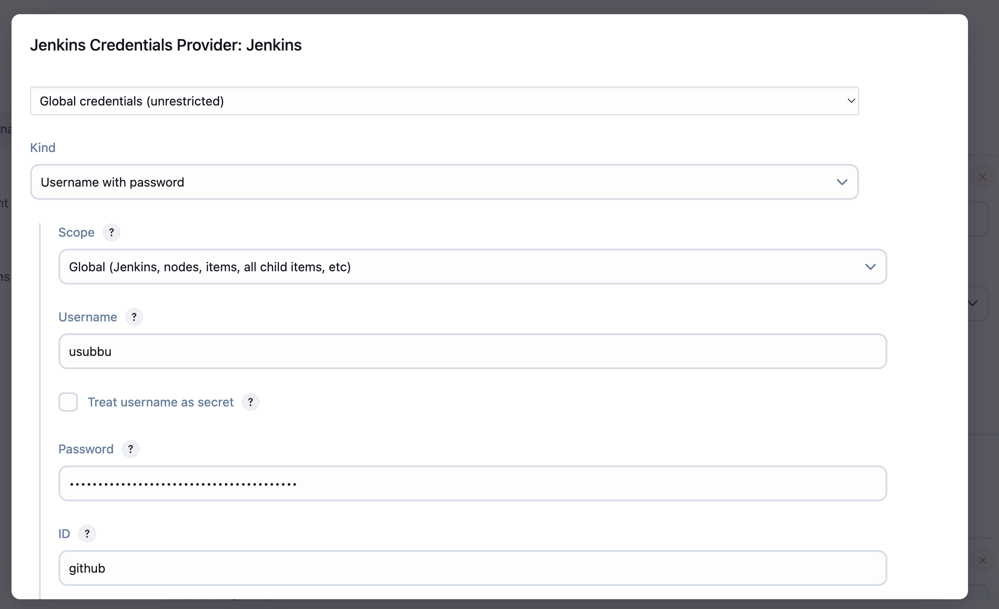 Jenkins Credentials Provider: Jenkins
Global credentials (unrestricted)
Kind
Username with password
Scope ?
Global (Jenkins, nodes, items, all child items, etc)
Username ?
usubbu
Treat username as secret ?
Password ?
••••••••••••••••••••••••••••••••••••••••
ID ?
github